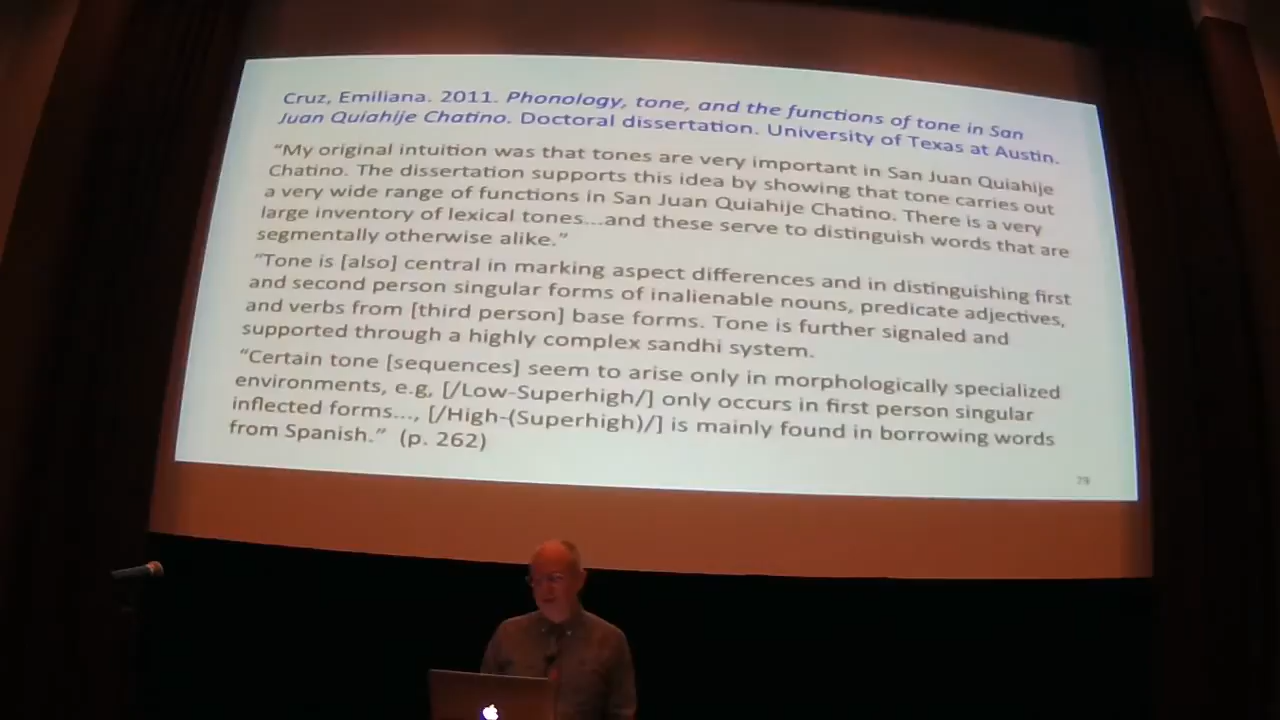 Cruz, Emiliana. 2011. Phonology, tone, and the functions of tone in San
Juan Quiahije Chatino. Doctoral dissertation. University of Texas at Austin.
“My original intuition was that tones are very important in San Juan Quiahije
Chatino. The dissertation supports this idea by showing that tone carries out
a very wide range of functions in San Juan Quiahije Chatino. There is a very
large inventory of lexical tones...and these serve to distinguish words that are
segmentally otherwise alike.”
“Tone is [also] central in marking aspect differences and in distinguishing first
and second person singular forms of inalienable nouns, predicate adjectives,
and verbs from [third person] base forms. Tone is further signaled and
supported through a highly complex sandhi system.
“Certain tone [sequences] seem to arise only in morphologically specialized
environments, e.g, [/Low-Superhigh/] only occurs in first person singular
inflected forms..., [/High-(Superhigh)/] is mainly found in borrowing words
from Spanish.” (p. 262)
79